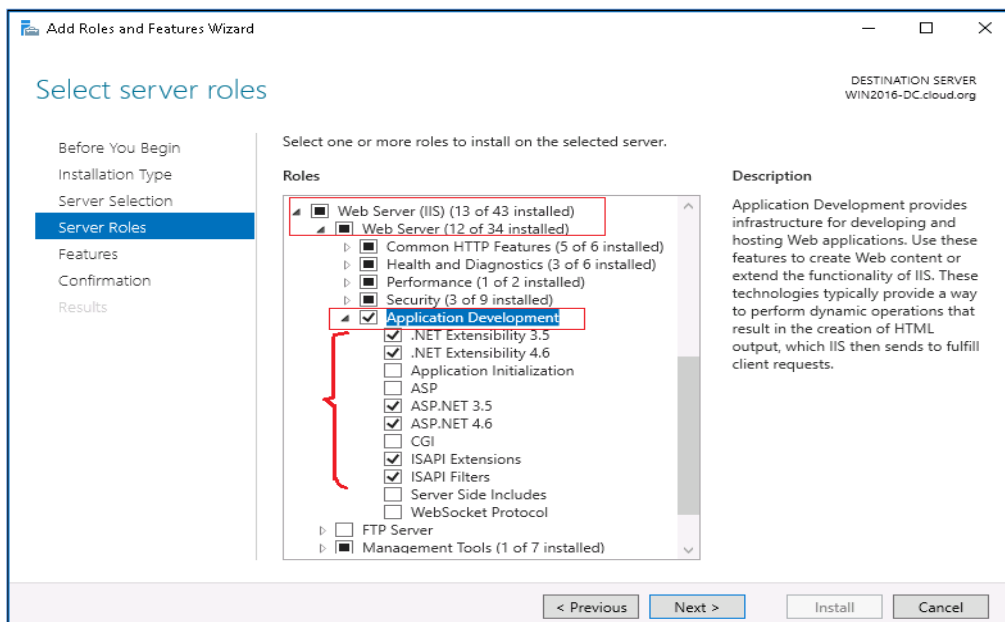 Add Roles and Features Wizard
Select server roles
DESTINATION SERVER
WIN2016-DC.cloud.org
Before You Begin
Installation Type
Server Selection
Server Roles
Features
Confirmation
Results
Select one or more roles to install on the selected server.
Roles
Web Server (IIS) (13 of 43 installed)
Web Server (12 of 34 installed)
Common HTTP Features (5 of 6 installed)
Health and Diagnostics (3 of 6 installed)
Performance (1 of 2 installed)
Security (3 of 9 installed)
Application Development
.NET Extensibility 3.5
.NET Extensibility 4.6
Application Initialization
ASP
ASP.NET 3.5
ASP.NET 4.6
CGI
ISAPI Extensions
ISAPI Filters
Server Side Includes
WebSocket Protocol
FTP Server
Management Tools (1 of 7 installed)
Description
Application Development provides
infrastructure for developing and
hosting Web applications. Use these
features to create Web content or
extend the functionality of IIS. These
technologies typically provide a way
to perform dynamic operations that
result in the creation of HTML
output, which IIS then sends to fulfill
client requests.
< Previous
Next >
Install
Cancel